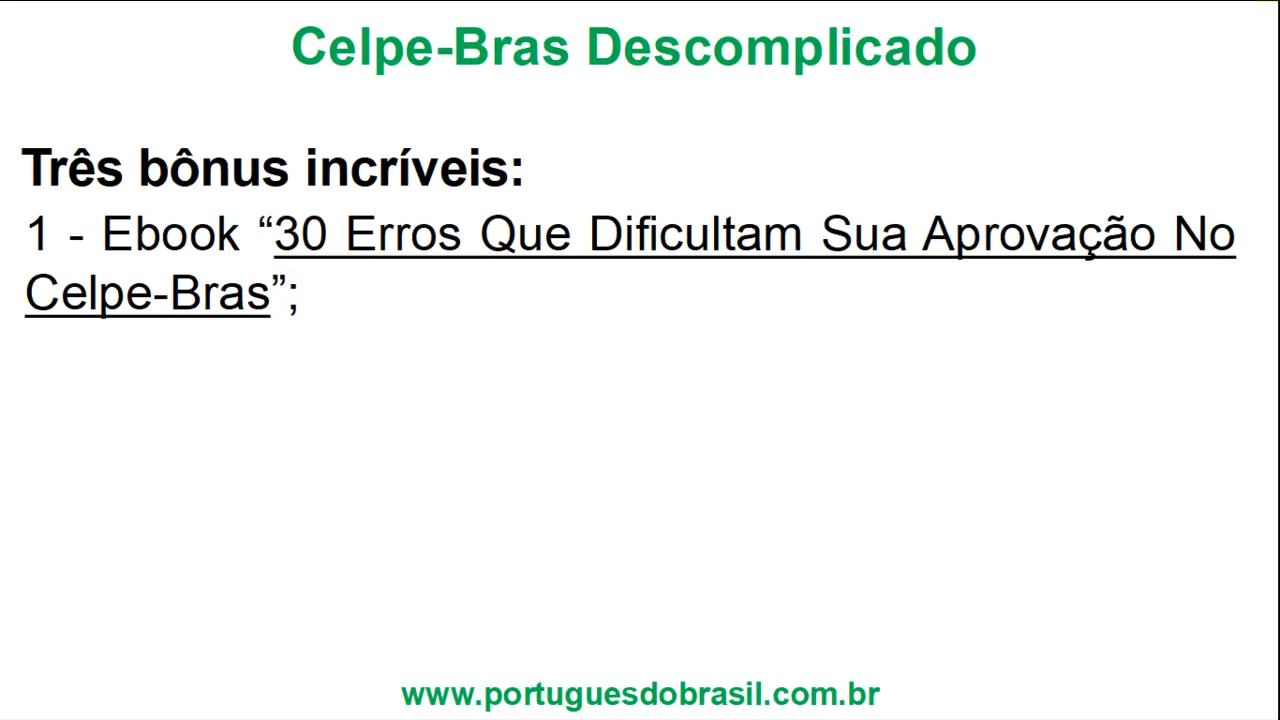 Celpe-Bras Descomplicado
Três bônus incríveis:
1 - Ebook “30 Erros Que Dificultam Sua Aprovação No
Celpe-Bras”;
www.portuguesdobrasil.com.br